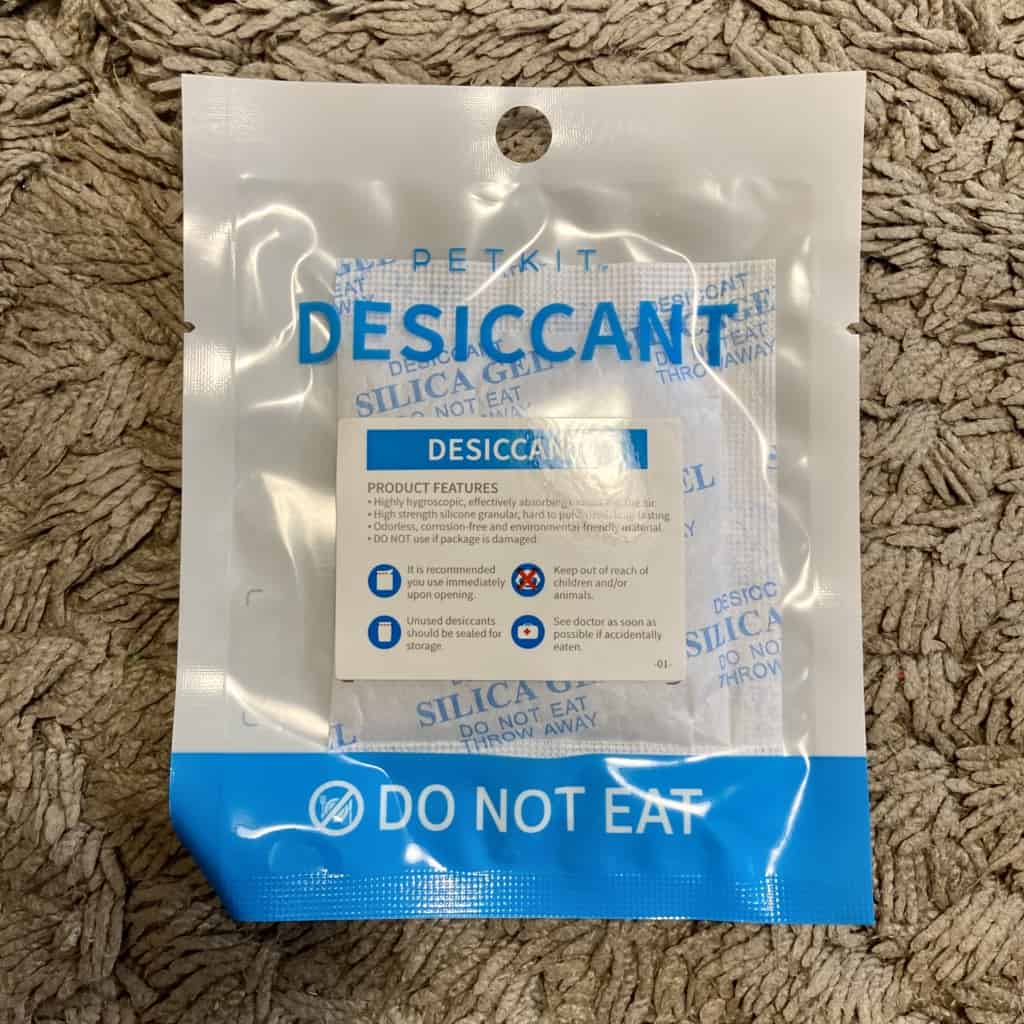 PETKIT
DESICCANT
DESICCANT
SILICA GEL
DO NOT EAT
DESICCANT
THROW AWAY
DESICCAN
PRODUCT FEATURES
• Highly hygroscopic, effectively absorbing
• High strength silicone granular, hard to
• Odorless, corrosion-free and environmental-friendly material.
• DO NOT use if package is damaged.
It is recommended
you use immediately
upon opening.
Keep out of reach of
children and/or
animals.
Unused desiccants
should be sealed for
storage.
See doctor as soon as
possible if accidentally
eaten.
-01-
SILICA
DO NO
THROW
SILICA GE
DO NOT EAT
THROW AWAY
DO NOT EAT